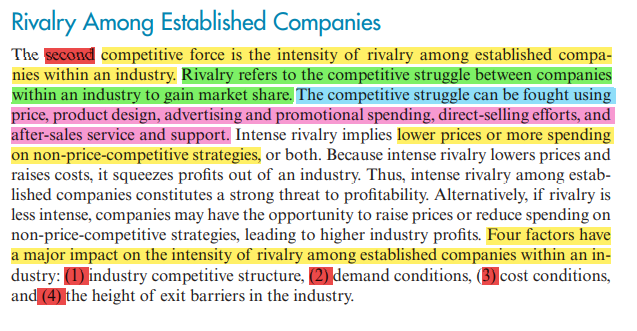 Rivalry Among Established Companies
The second competitive force is the intensity of rivalry among established compa-
nies within an industry. Rivalry refers to the competitive struggle between companies
within an industry to gain market share. The competitive struggle can be fought using
price, product design, advertising and promotional spending, direct-selling efforts, and
after-sales service and support. Intense rivalry implies lower prices or more spending
on non-price-competitive strategies, or both. Because intense rivalry lowers prices and
raises costs, it squeezes profits out of an industry. Thus, intense rivalry among estab-
lished companies constitutes a strong threat to profitability. Alternatively, if rivalry is
less intense, companies may have the opportunity to raise prices or reduce spending on
non-price-competitive strategies, leading to higher industry profits. Four factors have
a major impact on the intensity of rivalry among established companies within an in-
dustry: (1) industry competitive structure, (2) demand conditions, (3) cost conditions,
and (4) the height of exit barriers in the industry.